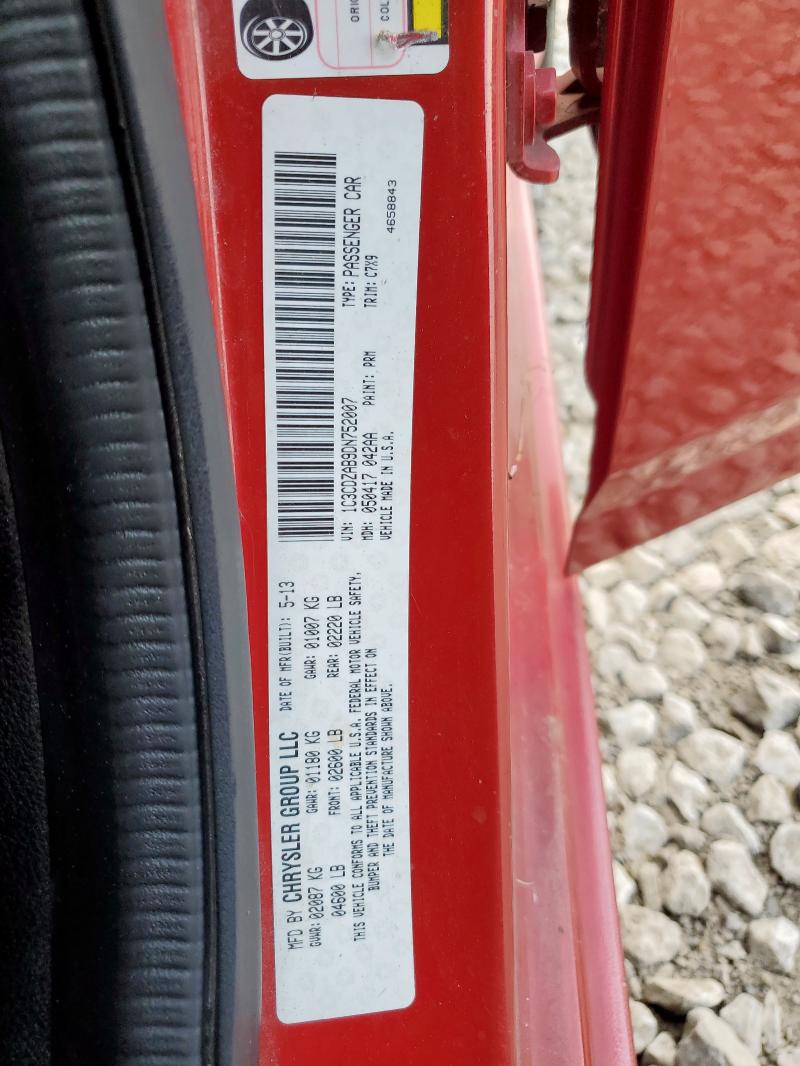 ORIG
COL
MFD BY CHRYSLER GROUP LLC DATE OF MFR(BUILT): 5-13
GVWR: 02087 KG GAWR: 01180 KG GAWR: 01007 KG
04600 LB FRONT: 02600 LB REAR: 02220 LB
THIS VEHICLE CONFORMS TO ALL APPLICABLE U.S.A. FEDERAL MOTOR VEHICLE SAFETY,
BUMPER AND THEFT PREVENTION STANDARDS IN EFFECT ON
THE DATE OF MANUFACTURE SHOWN ABOVE.
VIN: 1C3CDZAB9DN752007 TYPE: PASSENGER CAR
MDH: 050417 042AA PAINT: PRM TRIM: C7X9
VEHICLE MADE IN U.S.A. 4658843